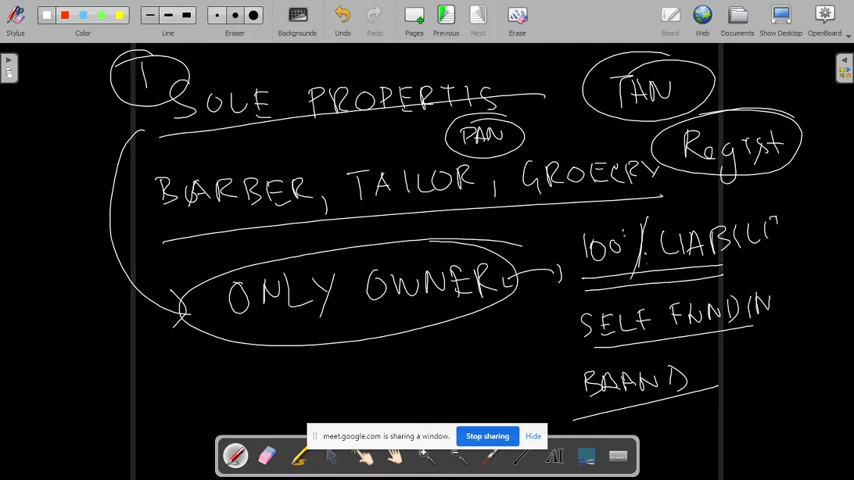 Stylus
Color
Line
Eraser
Backgrounds
Undo
Redo
Pages
Previous
Next
Erase
Board
Web
Documents
Show Desktop
OpenBoard
1 SOLE PROPERTIS TAN
PAN Regist
BARBER, TAILOR, GROECRY
100% LIABILI
ONLY OWNER
SELF FUNDIN
BRAND
meet.google.com is sharing a window. Stop sharing Hide
AI